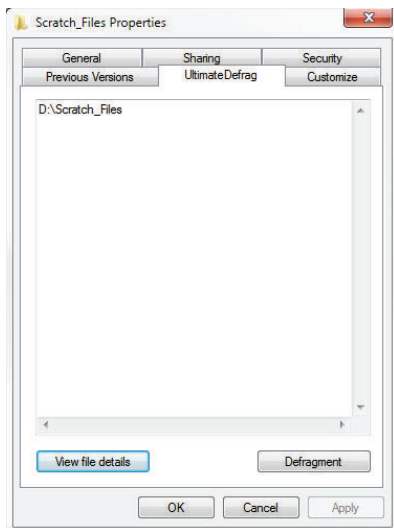 Scratch_Files Properties
General Sharing Security
Previous Versions UltimateDefrag Customize
D:\Scratch_Files
View file details Defragment
OK Cancel Apply